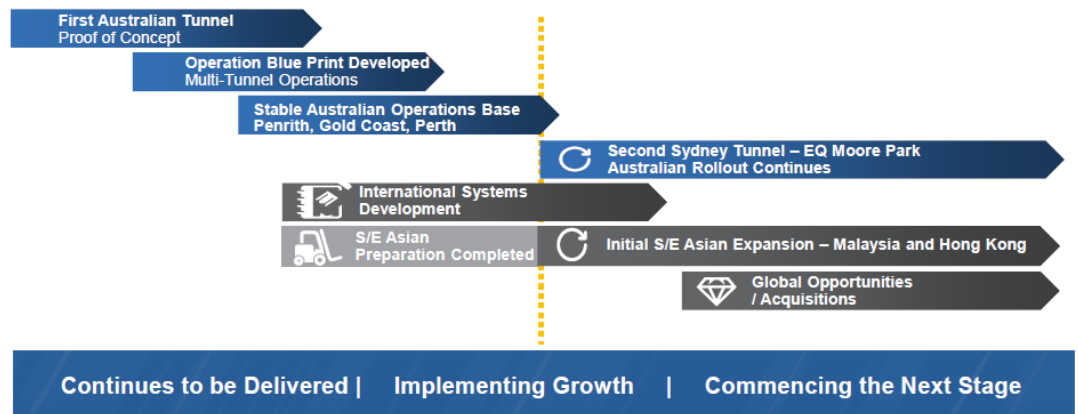 First Australian Tunnel
Proof of Concept
Operation Blue Print Developed
Multi-Tunnel Operations
Stable Australian Operations Base
Penrith, Gold Coast, Perth
Second Sydney Tunnel – EQ Moore Park
Australian Rollout Continues
International Systems
Development
S/E Asian
Preparation Completed
Initial S/E Asian Expansion – Malaysia and Hong Kong
Global Opportunities
/ Acquisitions
Continues to be Delivered | Implementing Growth | Commencing the Next Stage